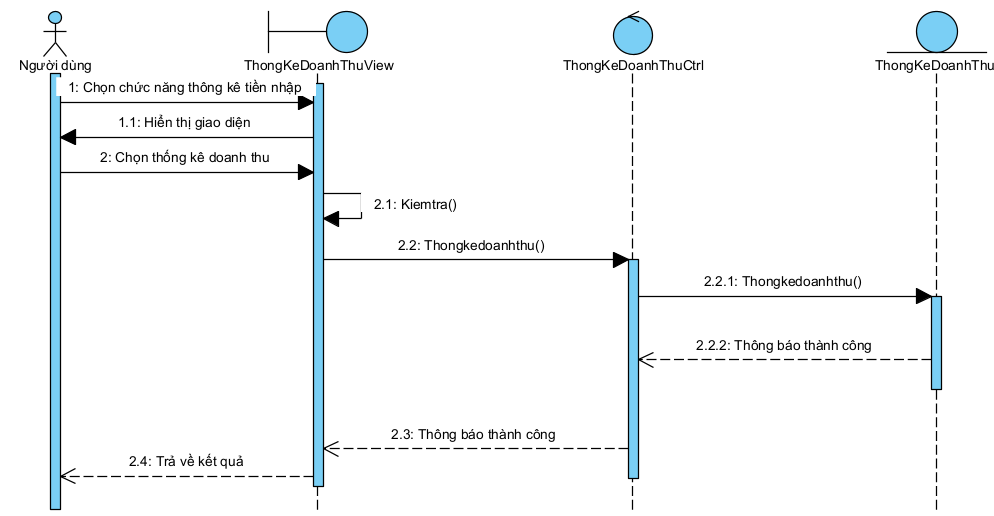 Người dùng
ThongKeDoanhThuView
ThongKeDoanhThuCtrl
ThongKeDoanhThu
1: Chọn chức năng thông kê tiền nhập
1.1: Hiển thị giao diện
2: Chọn thống kê doanh thu
2.1: Kiemtra()
2.2: Thongkedoanhthu()
2.2.1: Thongkedoanhthu()
2.2.2: Thông báo thành công
2.3: Thông báo thành công
2.4: Trả về kết quả